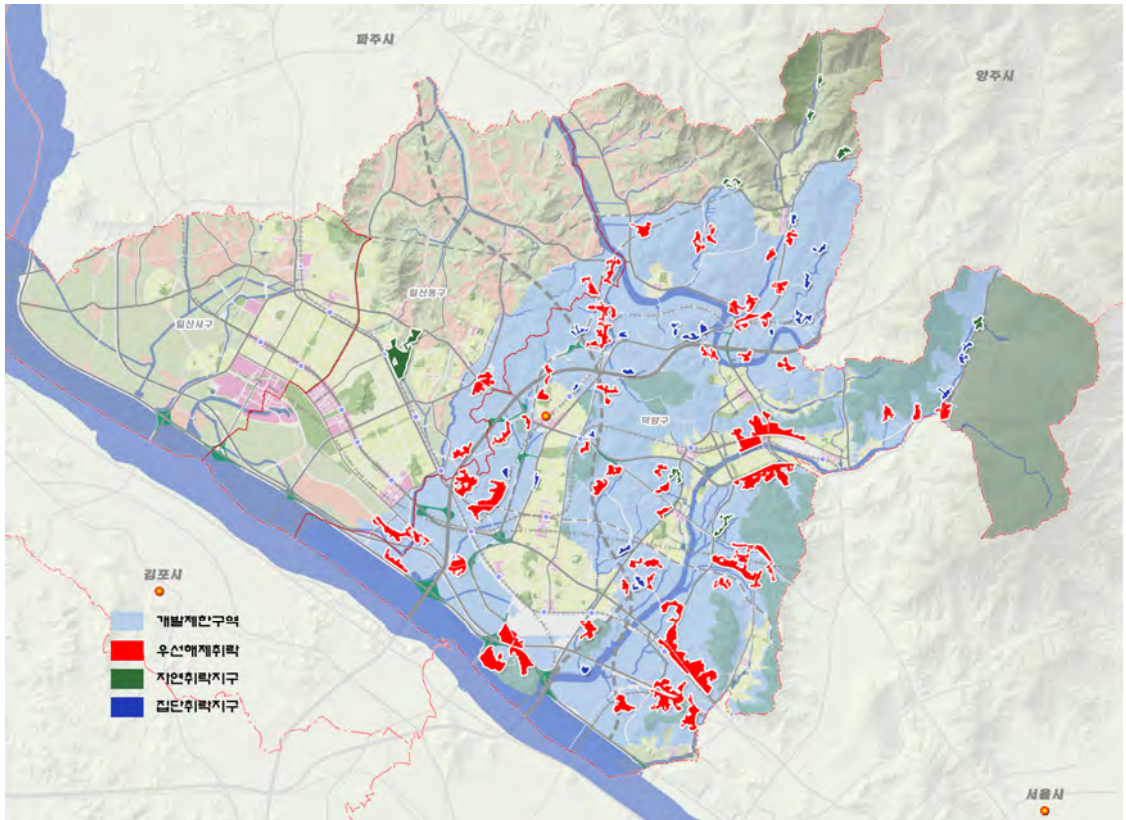 파주시
양주시
일산동구
일산서구
덕양구
김포시
개발제한구역
우선해제취락
자연취락지구
집단취락지구
서울시